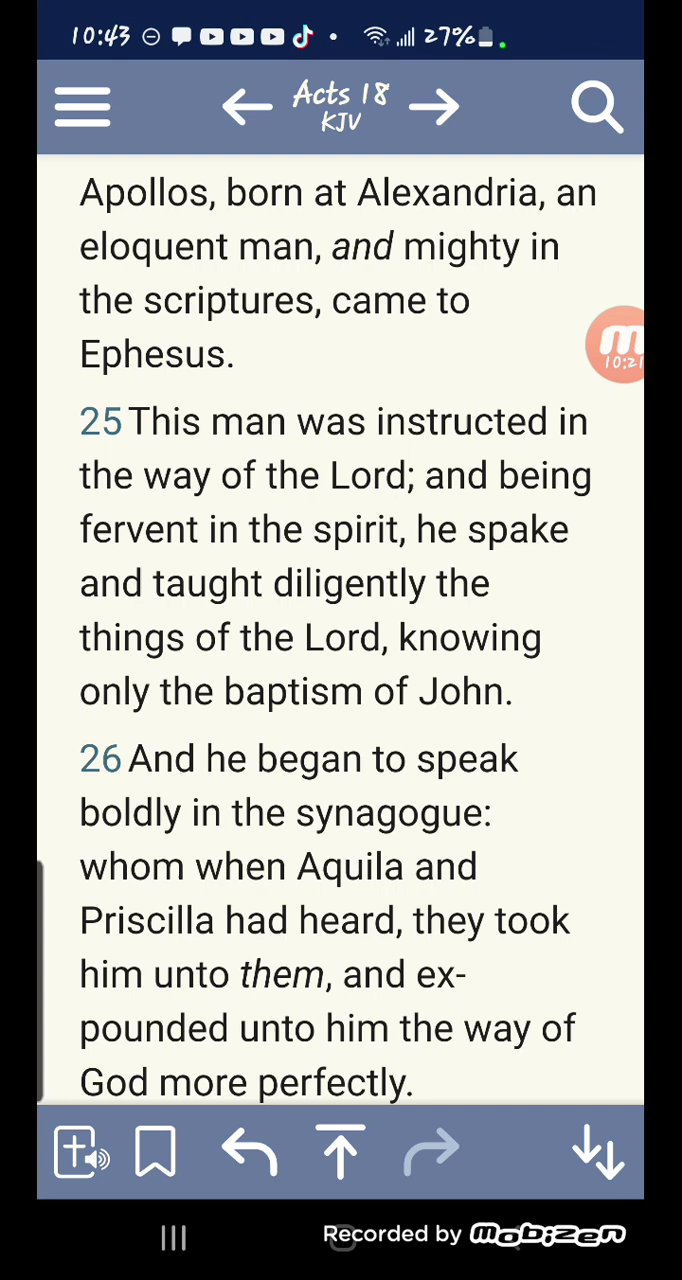 10:43 27%
Acts 18
KJV
Apollos, born at Alexandria, an
eloquent man, and mighty in
the scriptures, came to
Ephesus.
10:21
25 This man was instructed in
the way of the Lord; and being
fervent in the spirit, he spake
and taught diligently the
things of the Lord, knowing
only the baptism of John.
26 And he began to speak
boldly in the synagogue:
whom when Aquila and
Priscilla had heard, they took
him unto them, and ex-
pounded unto him the way of
God more perfectly.
Recorded by mobizen